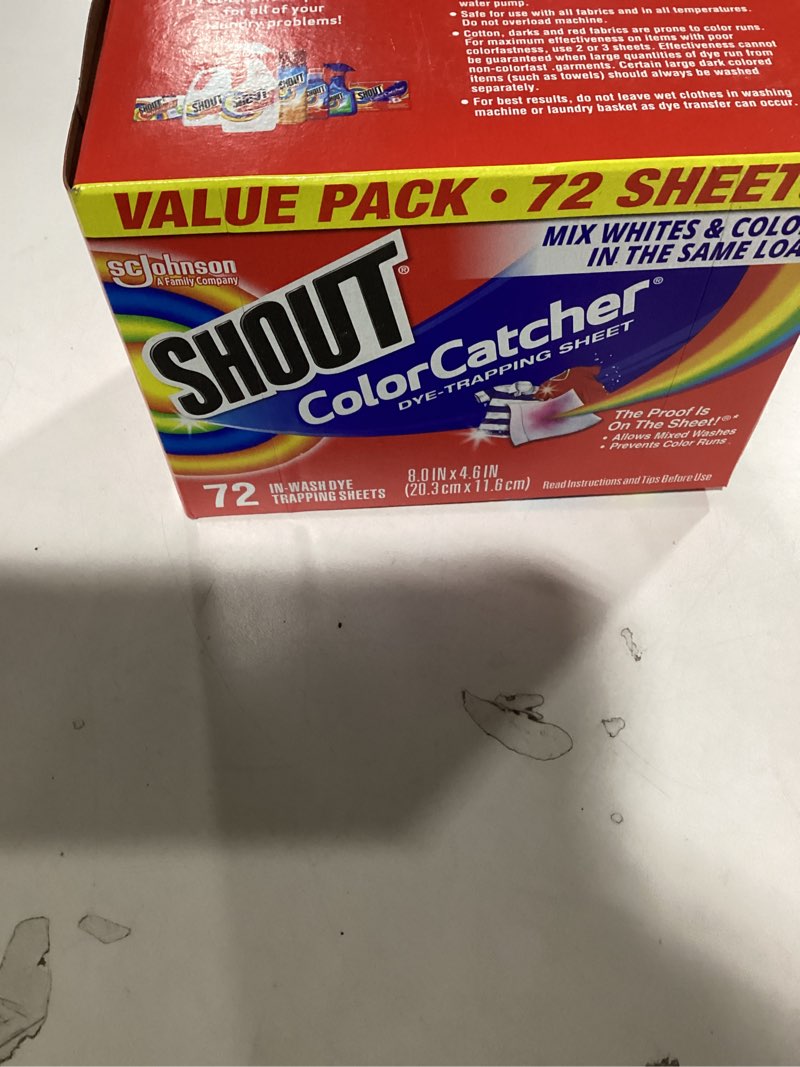 for all of your
laundry problems!
water pump.
• Safe for use with all fabrics and in all temperatures.
Do not overload machine.
• Cotton, darks and red fabrics are prone to color runs.
For maximum effectiveness on items with poor
colorfastness, use 2 or 3 sheets. Effectiveness cannot
be guaranteed when large quantities of dye run from
non-colorfast garments. Certain large dark colored
items (such as towels) should always be washed
separately.
• For best results, do not leave wet clothes in washing
machine or laundry basket as dye transfer can occur.
VALUE PACK • 72 SHEET
MIX WHITES & COLO
IN THE SAME LOA
SC Johnson
A Family Company
SHOUT®
ColorCatcher®
DYE-TRAPPING SHEET
The Proof Is
On The Sheet!®*
• Allows Mixed Washes
• Prevents Color Runs
72 IN-WASH DYE
TRAPPING SHEETS
8.0 IN x 4.6 IN
(20.3 cm x 11.6 cm)
Read Instructions and Tips Before Use